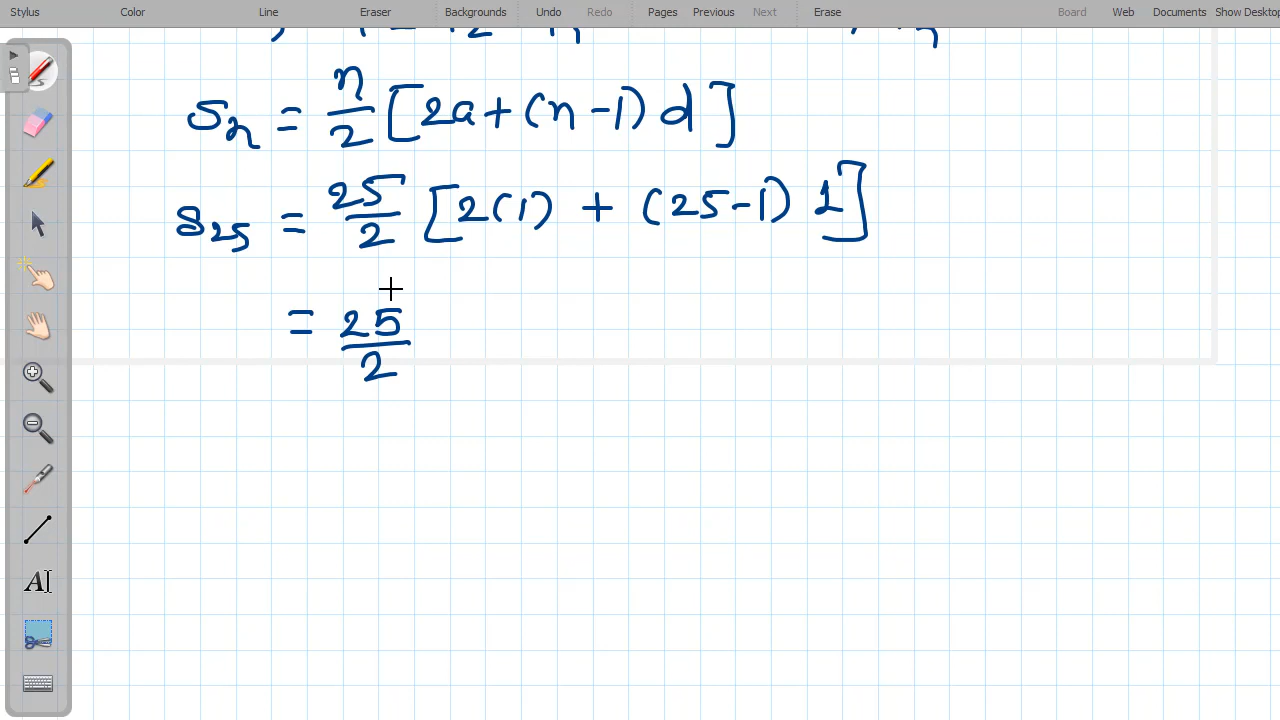 Stylus Color Line Eraser Backgrounds Undo Redo Pages Previous Next Erase Board Web Documents Show Desktop
Sn = n/2 [2a + (n - 1) d]
S25 = 25/2 [2(1) + (25-1) 1]
= 25/2
A